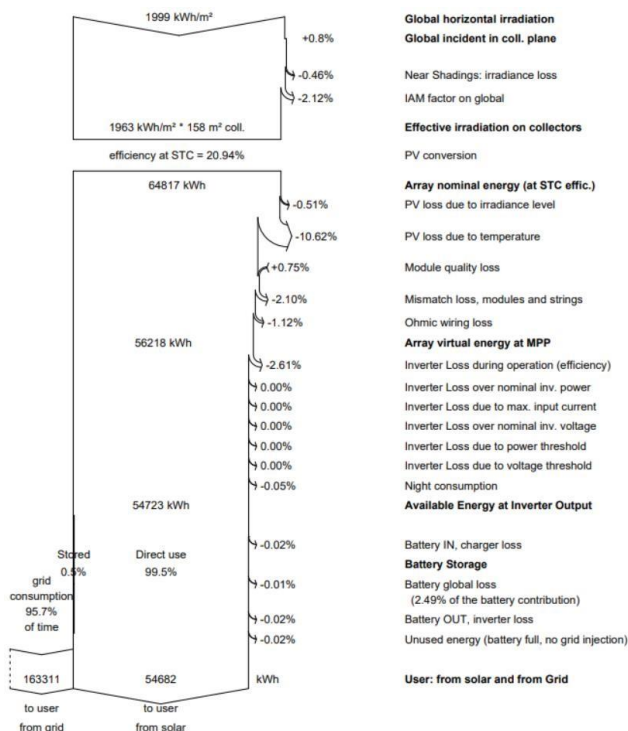 1999 kWh/m² Global horizontal irradiation
+0.8% Global incident in coll. plane
-0.46% Near Shadings: irradiance loss
-2.12% IAM factor on global
1963 kWh/m² * 158 m² coll. Effective irradiation on collectors
efficiency at STC = 20.94% PV conversion
64817 kWh Array nominal energy (at STC effic.)
-0.51% PV loss due to irradiance level
-10.62% PV loss due to temperature
+0.75% Module quality loss
-2.10% Mismatch loss, modules and strings
-1.12% Ohmic wiring loss
56218 kWh Array virtual energy at MPP
-2.61% Inverter Loss during operation (efficiency)
0.00% Inverter Loss over nominal inv. power
0.00% Inverter Loss due to max. input current
0.00% Inverter Loss over nominal inv. voltage
0.00% Inverter Loss due to power threshold
0.00% Inverter Loss due to voltage threshold
-0.05% Night consumption
54723 kWh Available Energy at Inverter Output
-0.02% Battery IN, charger loss
Stored Direct use Battery Storage
0.5% 99.5%
grid -0.01% Battery global loss
consumption (2.49% of the battery contribution)
95.7%
of time -0.02% Battery OUT, inverter loss
-0.02% Unused energy (battery full, no grid injection)
163311 54682 kWh User: from solar and from Grid
to user to user
from grid from solar